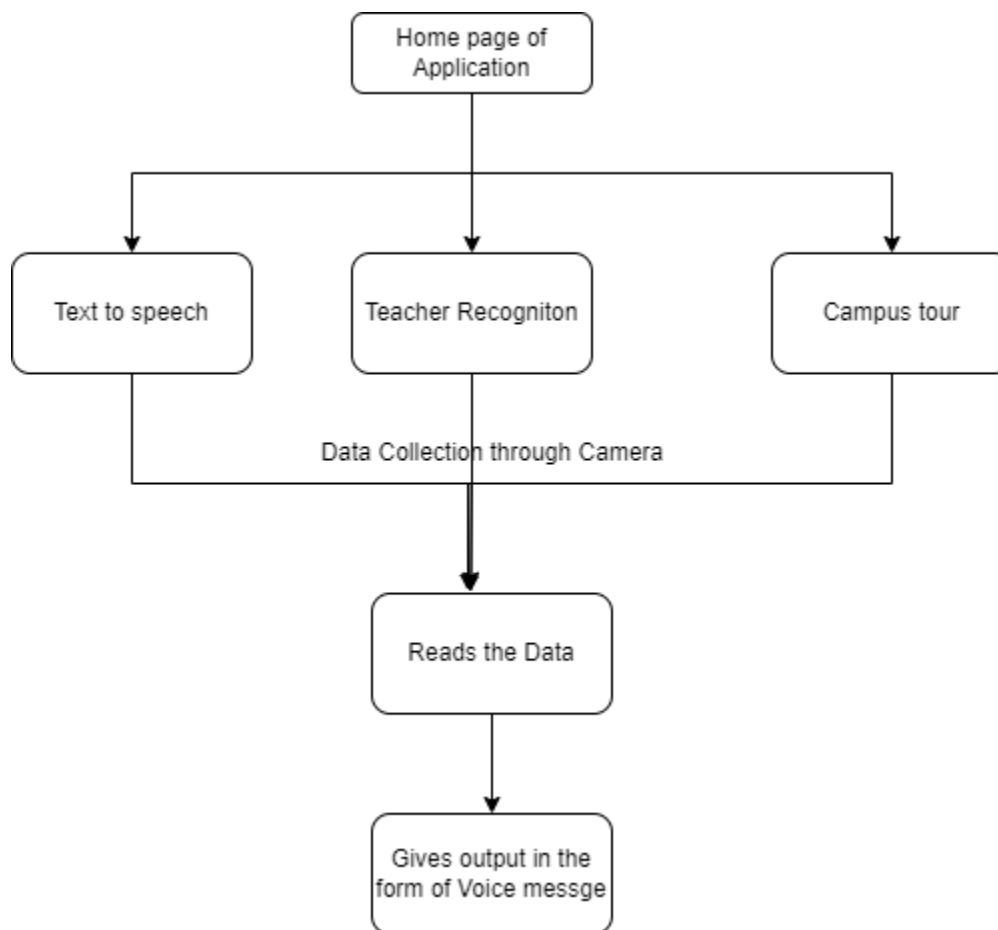 Home page of
Application
Text to speech
Teacher Recogniton
Campus tour
Data Collection through Camera
Reads the Data
Gives output in the
form of Voice messge